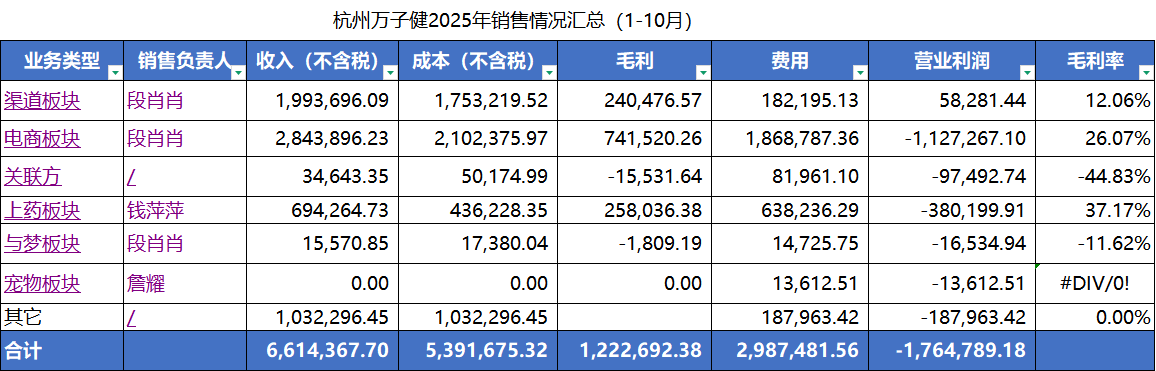 杭州万子健2025年销售情况汇总（1-10月）
业务类型 销售负责人 收入（不含税） 成本（不含税） 毛利 费用 营业利润 毛利率
渠道板块 段肖肖 1,993,696.09 1,753,219.52 240,476.57 182,195.13 58,281.44 12.06%
电商板块 段肖肖 2,843,896.23 2,102,375.97 741,520.26 1,868,787.36 -1,127,267.10 26.07%
关联方 / 34,643.35 50,174.99 -15,531.64 81,961.10 -97,492.74 -44.83%
上药板块 钱萍萍 694,264.73 436,228.35 258,036.38 638,236.29 -380,199.91 37.17%
与梦板块 段肖肖 15,570.85 17,380.04 -1,809.19 14,725.75 -16,534.94 -11.62%
宠物板块 詹耀 0.00 0.00 0.00 13,612.51 -13,612.51 #DIV/0!
其它 / 1,032,296.45 1,032,296.45 187,963.42 -187,963.42 0.00%
合计 6,614,367.70 5,391,675.32 1,222,692.38 2,987,481.56 -1,764,789.18